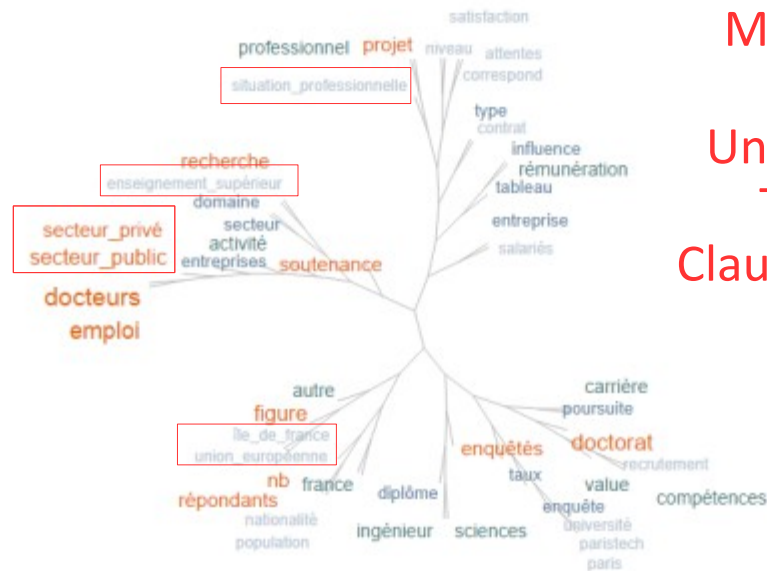 satisfaction
professionnel projet niveau attentes
situation_professionnelle correspond
type
contrat
influence
rémunération
tableau
entreprise
salariés
recherche
enseignement_supérieur
domaine
secteur
activité
entreprises soutenance
secteur_privé
secteur_public
docteurs
emploi
autre
figure
île_de_france
union_européenne
nb france
répondants
nationalité
population
diplôme
ingénieur sciences
enquêtés
taux
enquête
université
paristech
paris
carrière
poursuite
doctorat
recrutement
value
compétences
M
Un
Clau